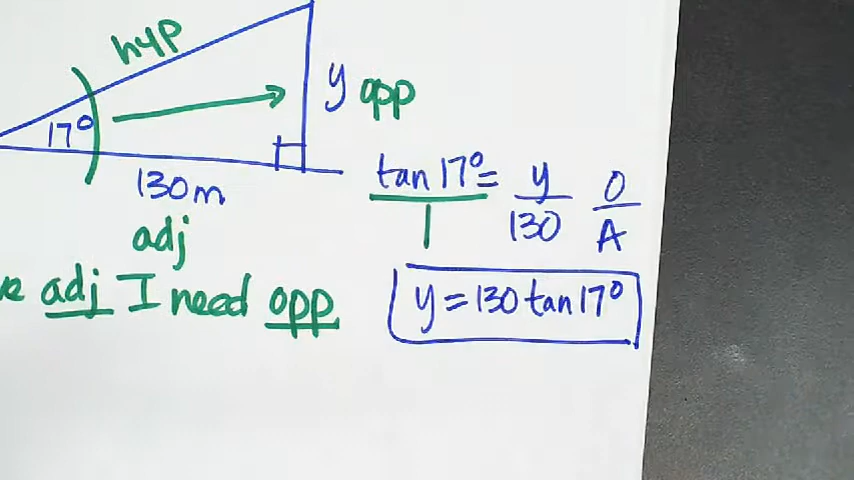 hyp
y opp
17°
130m
adj
tan 17° = y/130 O/A
1
e adj I need opp
y = 130 tan 17°